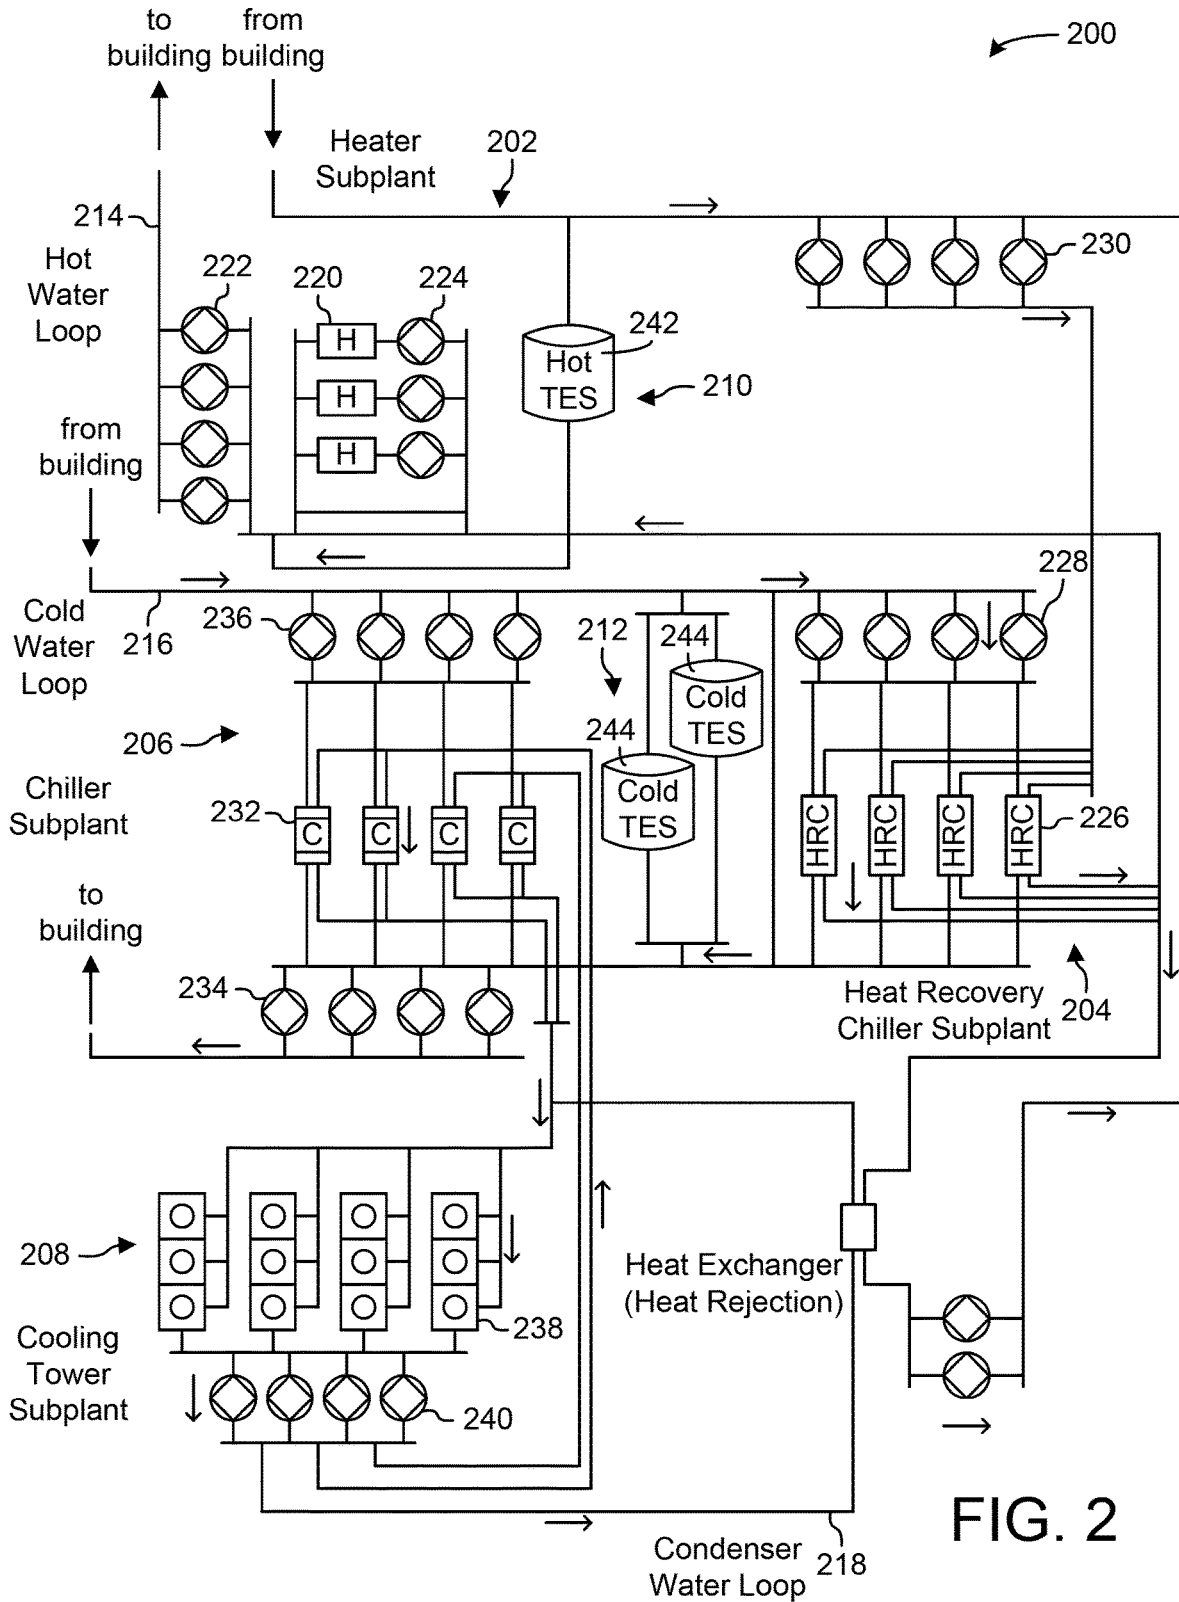 to
building
from
building
200
Heater
Subplant
202
214
Hot
Water
Loop
222
220
224
230
H
H
H
Hot
TES
242
210
from
building
Cold
Water
Loop
216
236
212
244
Cold
TES
244
Cold
TES
228
206
Chiller
Subplant
232
C
C
C
C
HRC
HRC
HRC
HRC
226
to
building
234
Heat Recovery
Chiller Subplant
204
208
Cooling
Tower
Subplant
238
240
Heat Exchanger
(Heat Rejection)
Condenser
Water Loop
218
FIG. 2